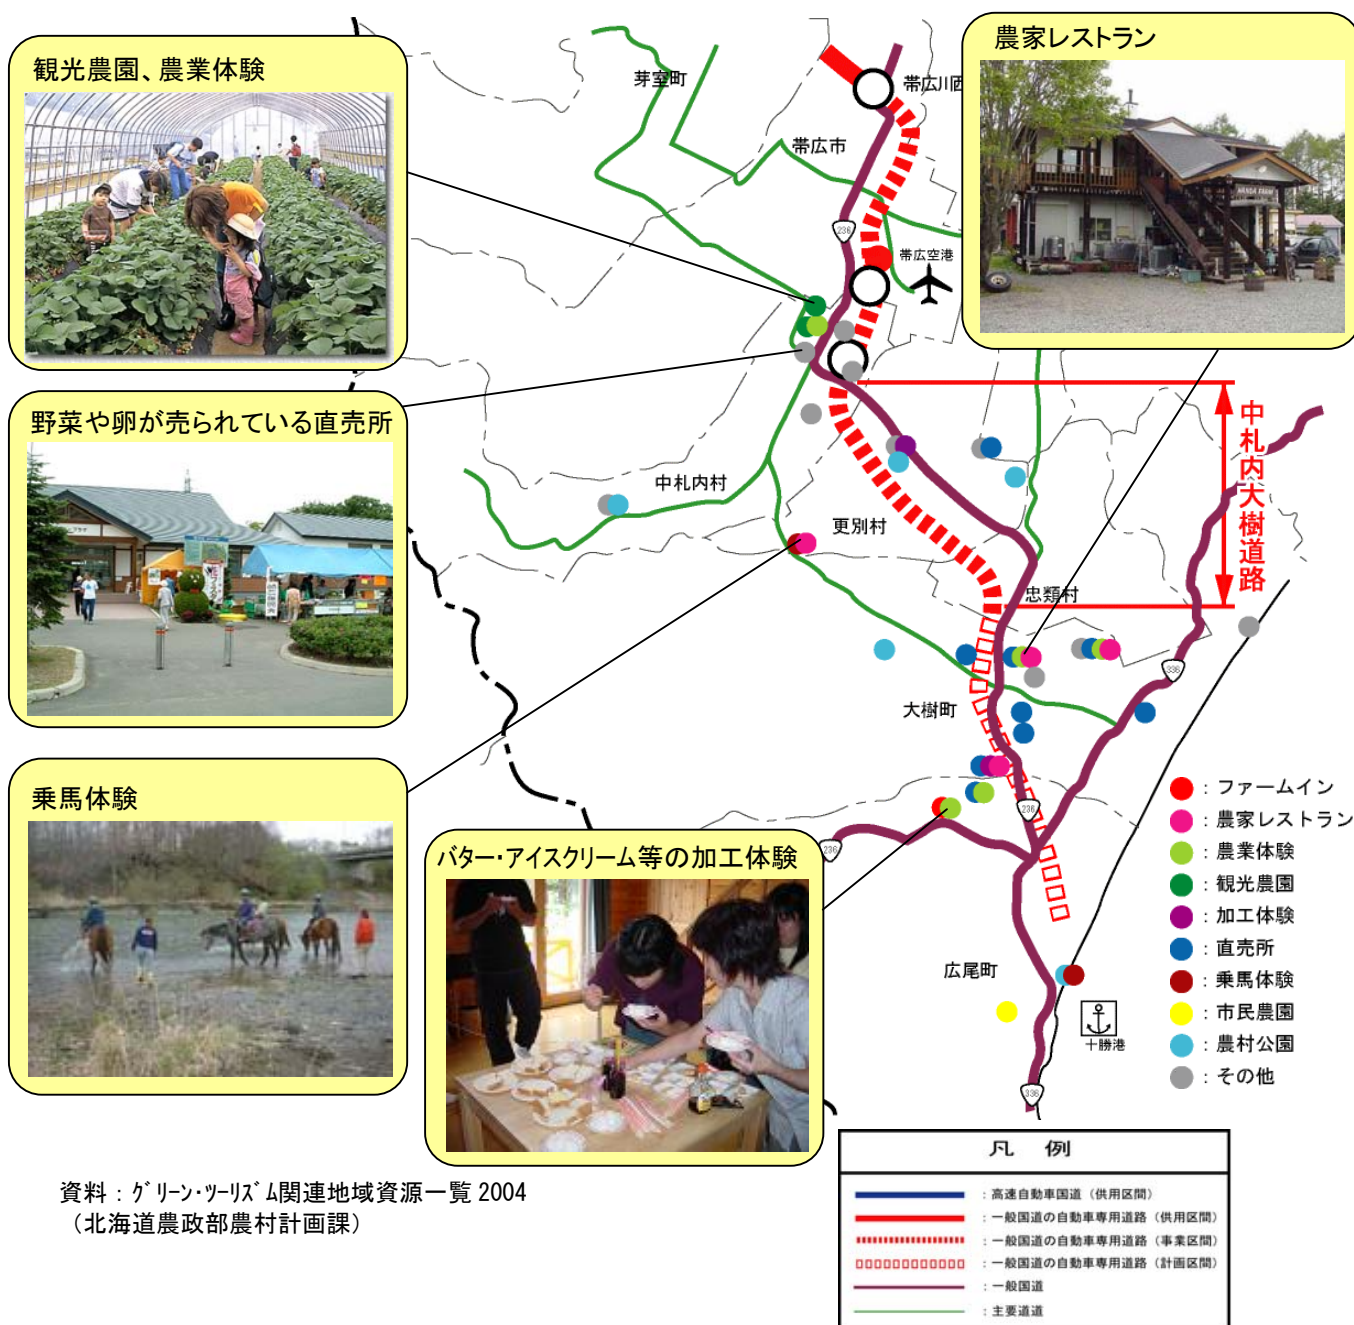 観光農園、農業体験
農家レストラン
ARADA FARM
芽室町
帯広川西
帯広市
236
帯広空港
野菜や卵が売られている直売所
中札内大樹道路
中札内村
更別村
忠類村
336
大樹町
乗馬体験
236
236
バター・アイスクリーム等の加工体験
広尾町
十勝港
336
：ファームイン
：農家レストラン
：農業体験
：観光農園
：加工体験
：直売所
：乗馬体験
：市民農園
：農村公園
：その他
凡 例
：高速自動車国道（供用区間）
：一般国道の自動車専用道路（供用区間）
：一般国道の自動車専用道路（事業区間）
：一般国道の自動車専用道路（計画区間）
：一般国道
：主要道道
資料：ｸﾞﾘｰﾝ・ﾂｰﾘｽﾞﾑ関連地域資源一覧 2004
（北海道農政部農村計画課）